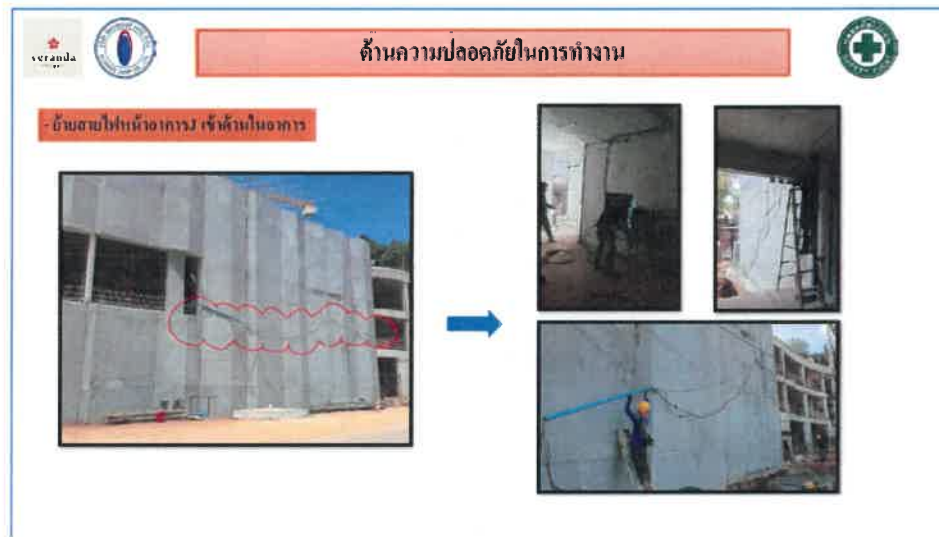 veranda
ด้านความปลอดภัยในการทำงาน
- ย้ายสายไฟหน้าอาคารJ เข้าด้านในอาคาร